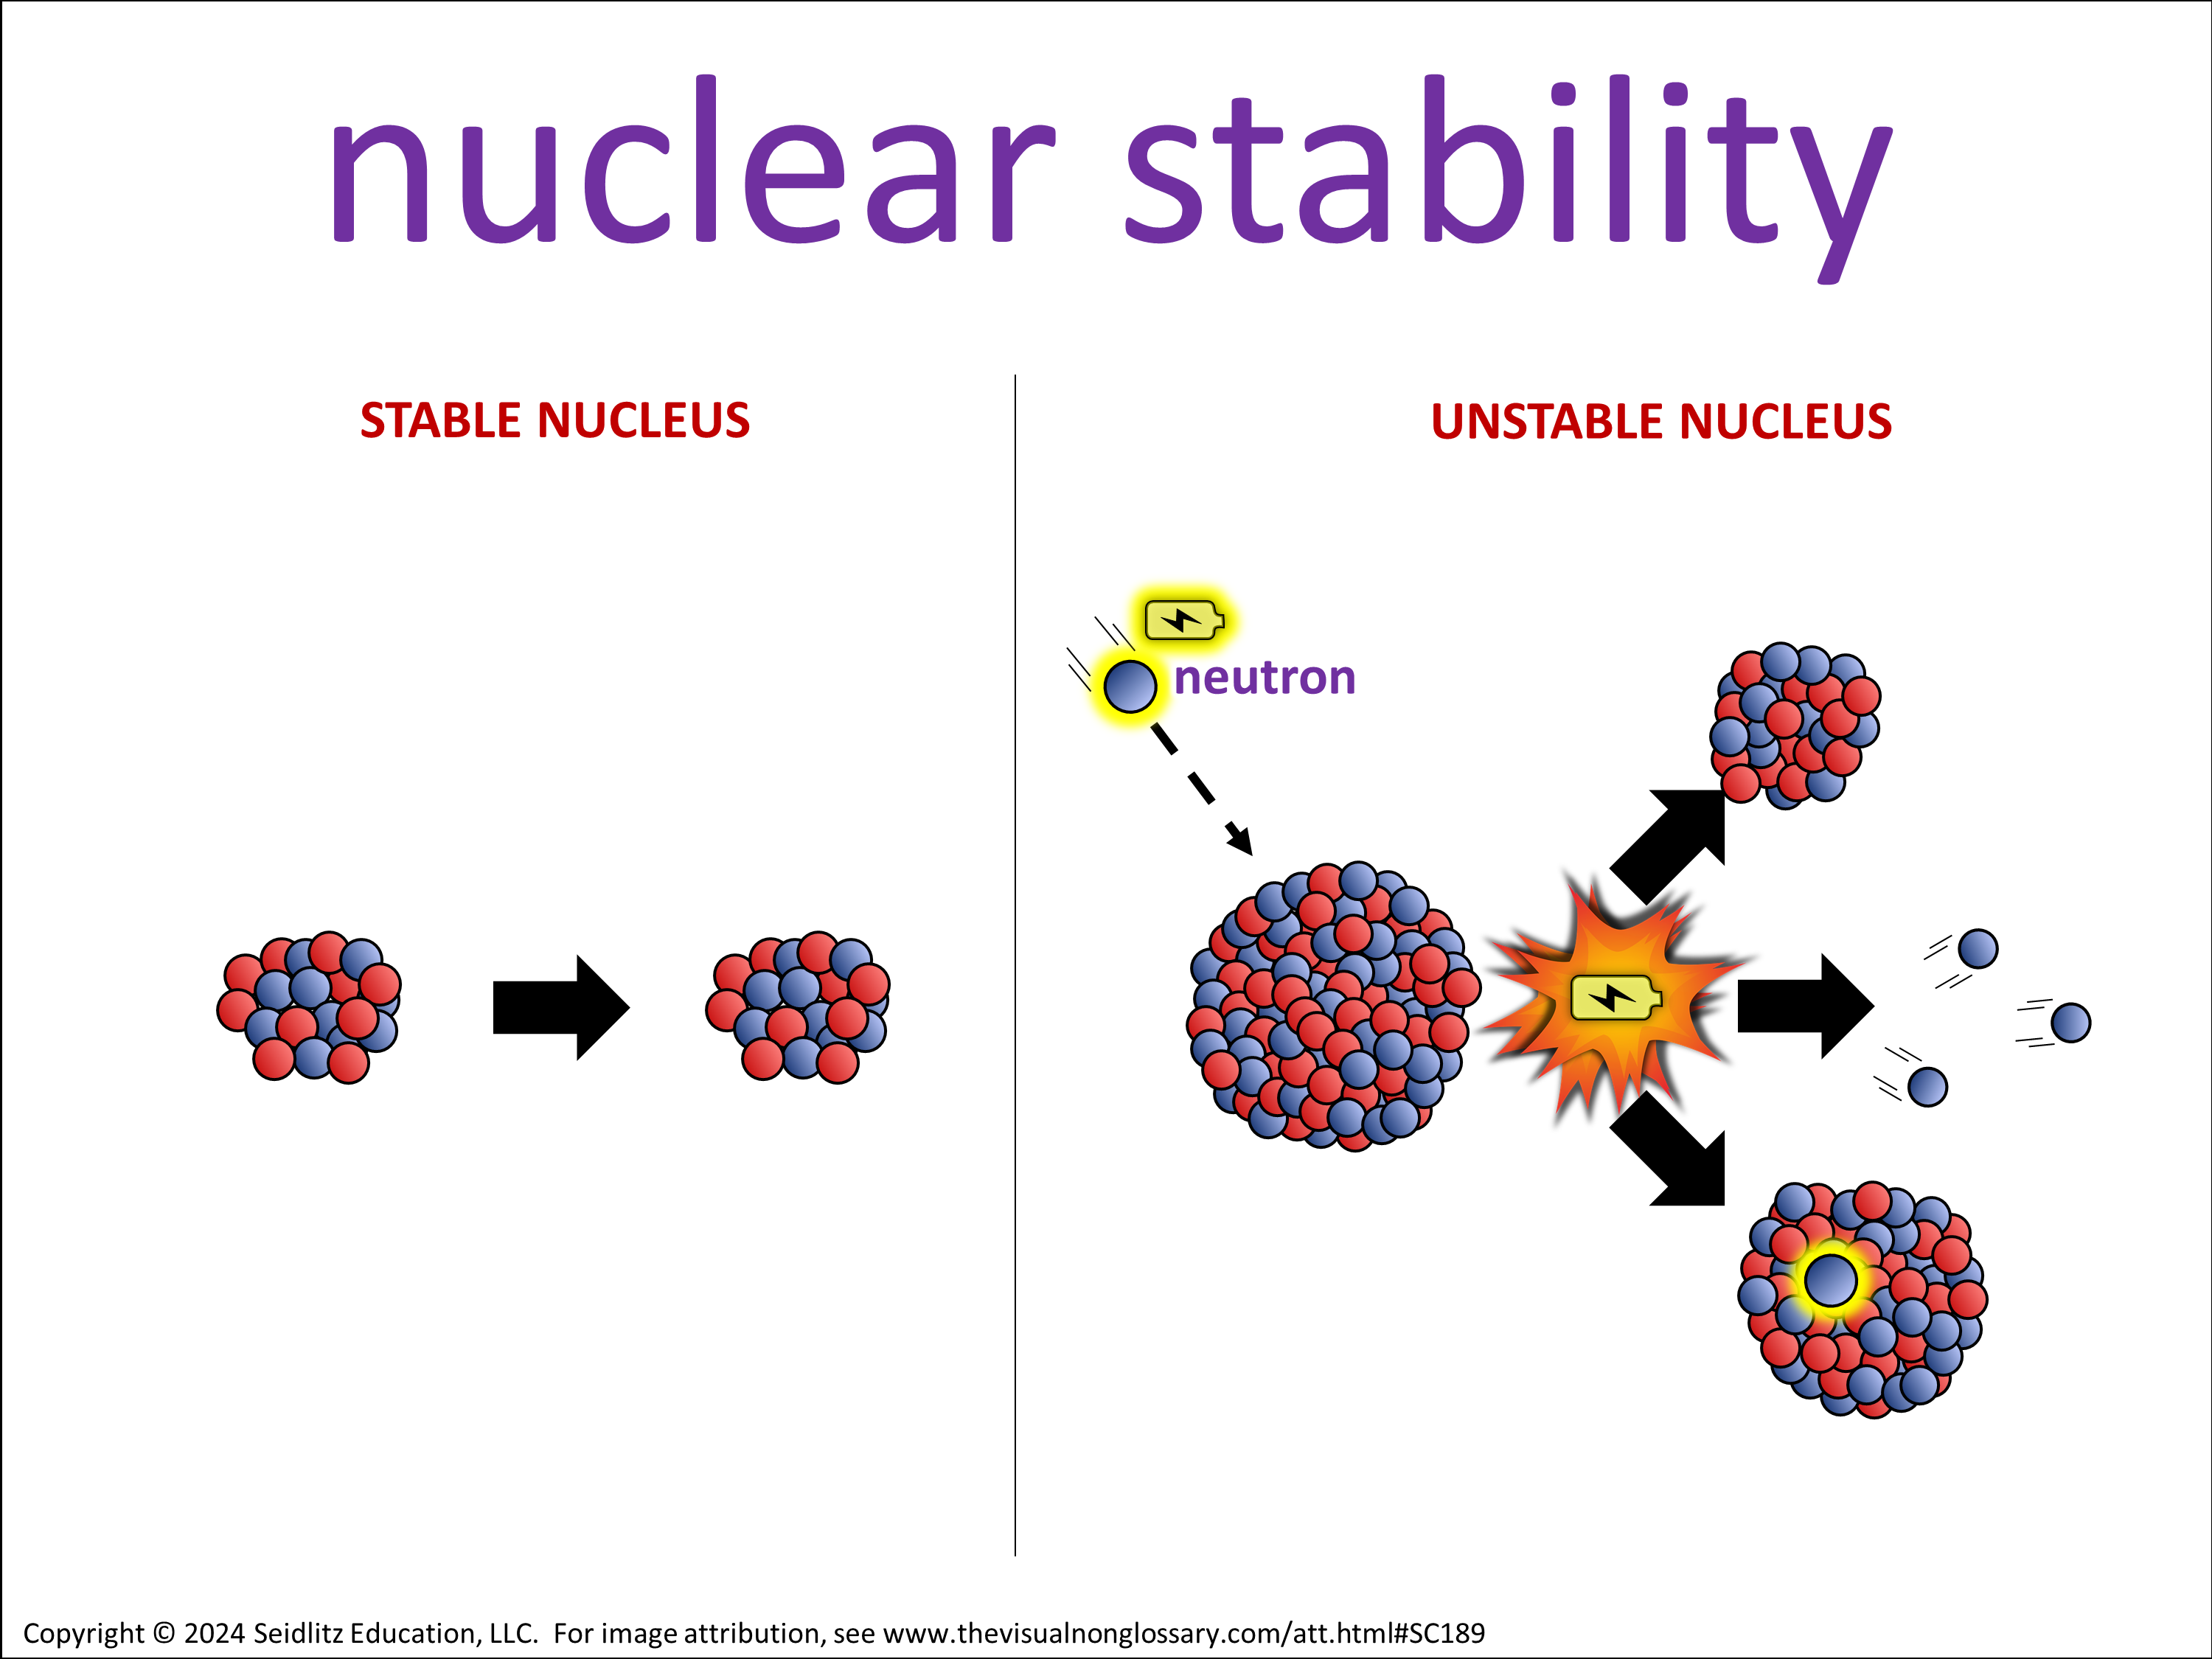 nuclear stability
STABLE NUCLEUS
UNSTABLE NUCLEUS
neutron
Copyright © 2024 Seidlitz Education, LLC.  For image attribution, see www.thevisualnonglossary.com/att.html#SC189